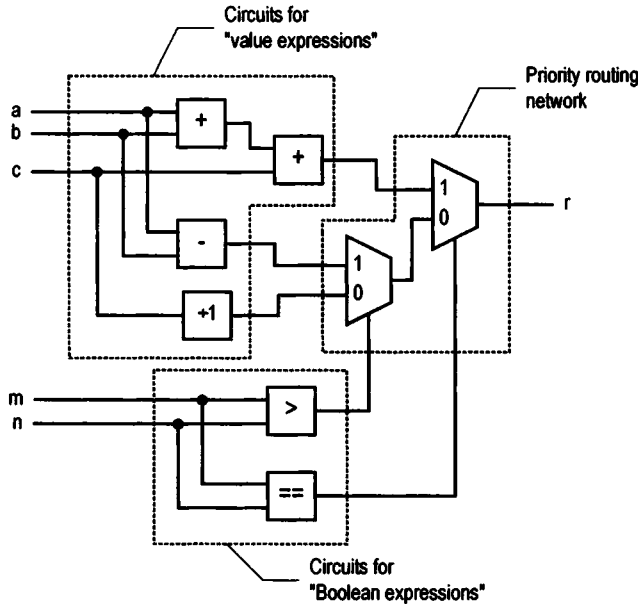 Circuits for
"value expressions"
Priority routing
network
a
b
c
+
+
1
0
r
-
1
0
+1
m
n
>
==
Circuits for
"Boolean expressions"